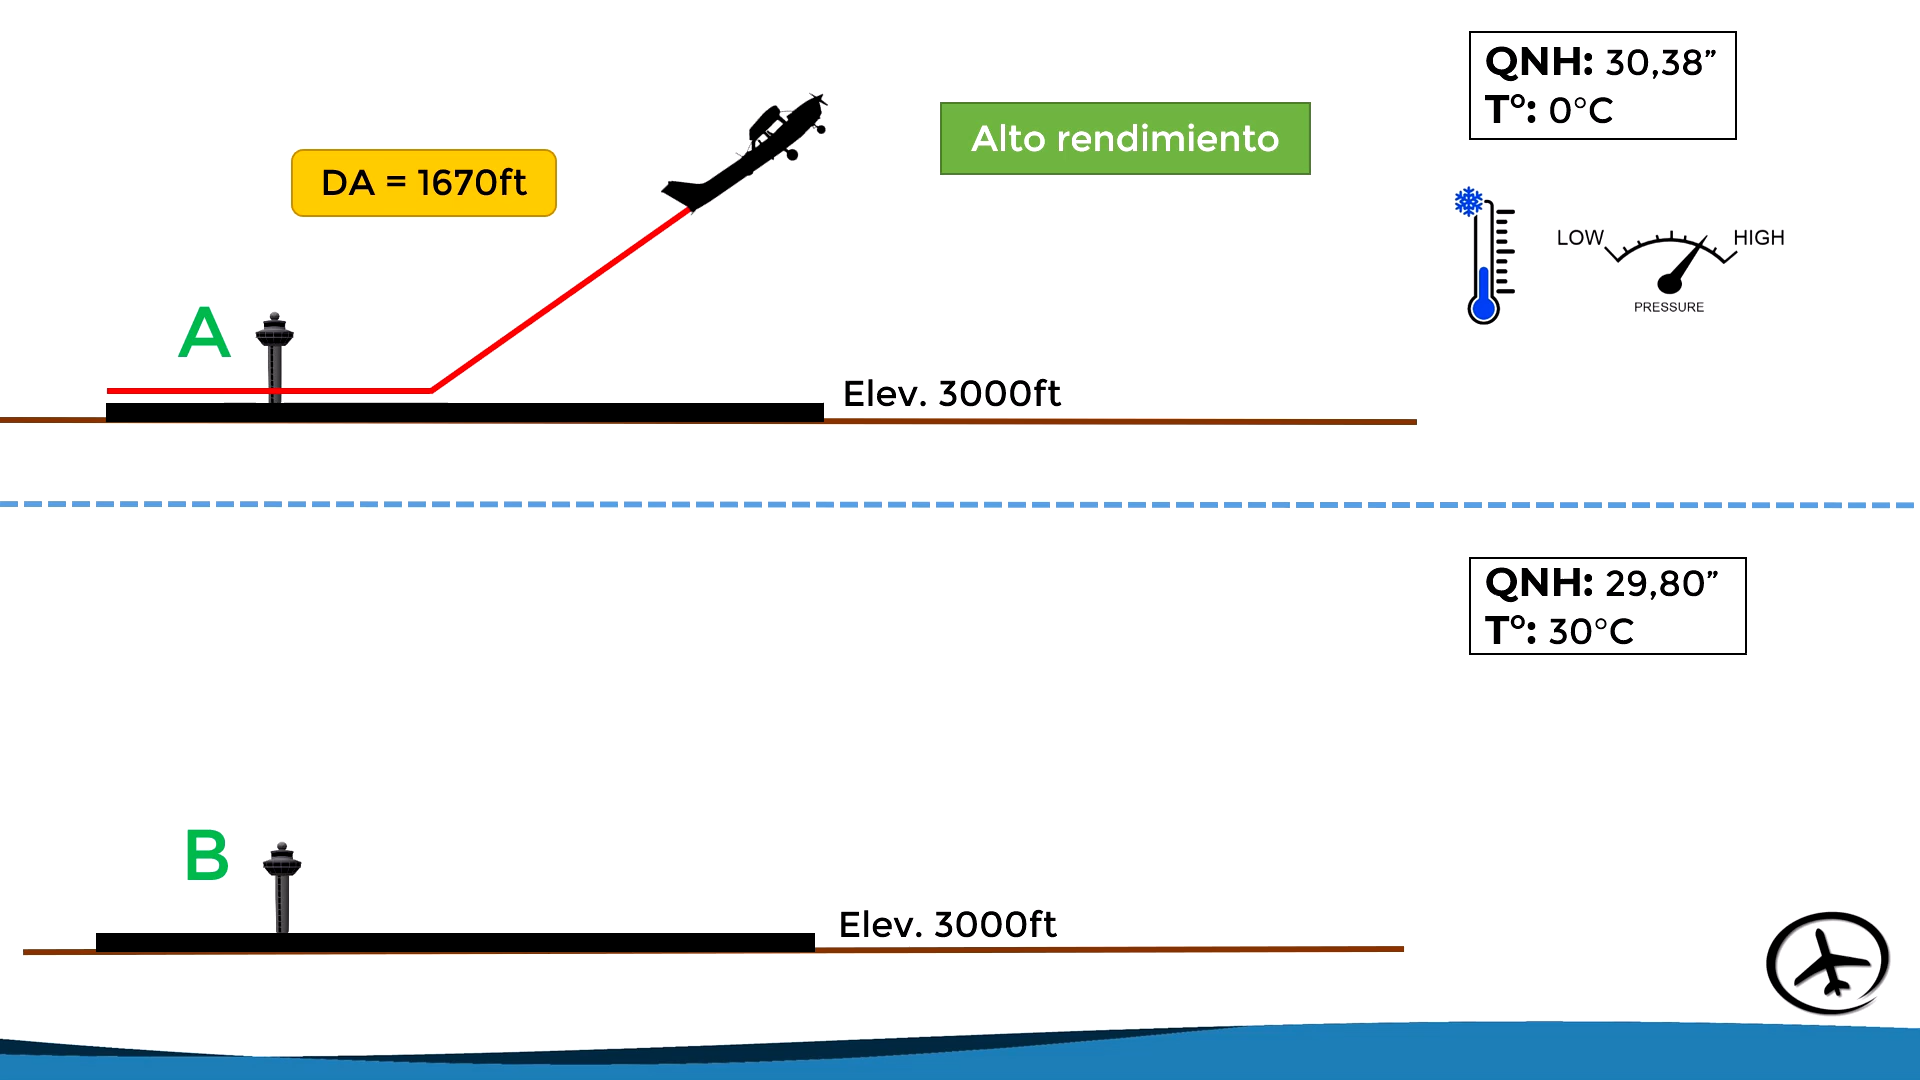 QNH: 30,38”
T°: 0°C
Alto rendimiento
DA = 1670ft
LOW
HIGH
PRESSURE
A
Elev. 3000ft
QNH: 29,80”
T°: 30°C
B
Elev. 3000ft